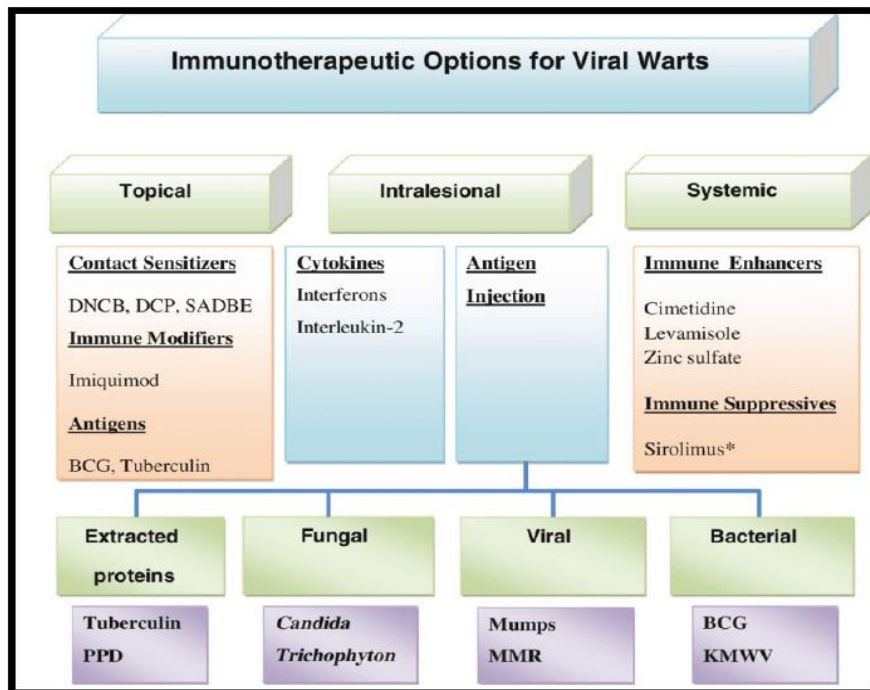 Immunotherapeutic Options for Viral Warts
Topical
Intralesional
Systemic
Contact Sensitizers
DNCB, DCP, SADBE
Immune Modifiers
Imiquimod
Antigens
BCG, Tuberculin
Cytokines
Interferons
Interleukin-2
Antigen
Injection
Immune Enhancers
Cimetidine
Levamisole
Zinc sulfate
Immune Suppressives
Sirolimus*
Extracted
proteins
Fungal
Viral
Bacterial
Tuberculin
PPD
Candida
Trichophyton
Mumps
MMR
BCG
KMWV